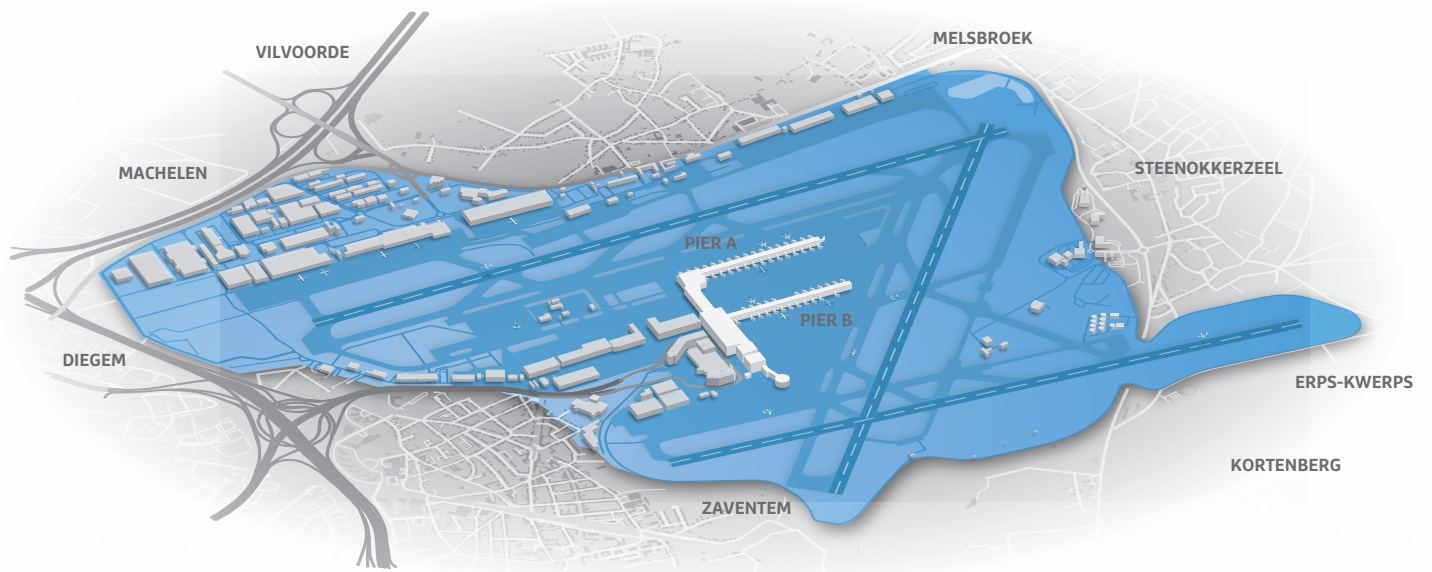 VILVOORDE
MELSBROEK
MACHELEN
STEENOKKERZEEL
PIER A
PIER B
DIEGEM
ERPS-KWERPS
KORTENBERG
ZAVENTEM